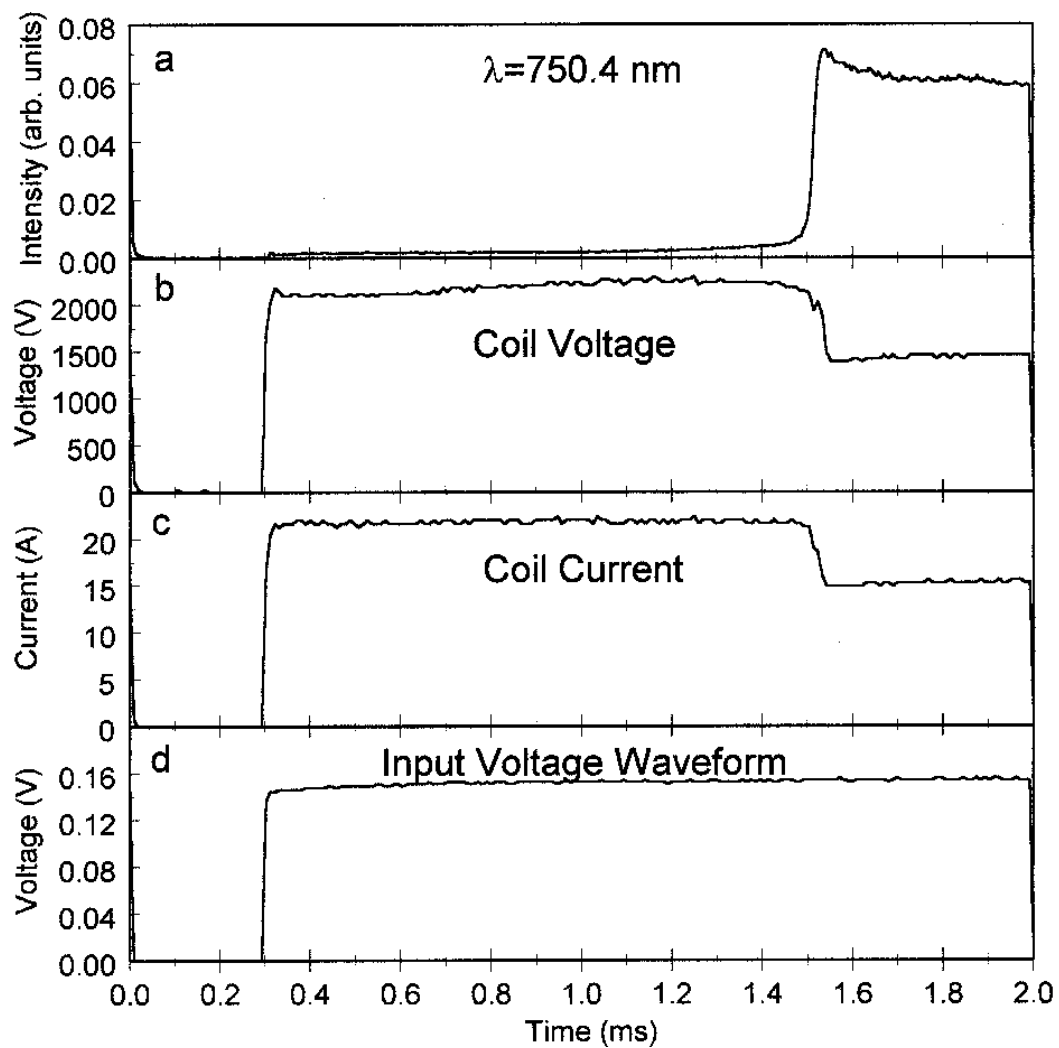 0.08
a
λ=750.4 nm
0.06
0.04
0.02
0.00
Intensity (arb. units)
b
2000
Coil Voltage
1500
1000
500
0
Voltage (V)
c
20
Coil Current
15
10
5
0
Current (A)
d
Input Voltage Waveform
0.16
0.12
0.08
0.04
0.00
Voltage (V)
0.0 0.2 0.4 0.6 0.8 1.0 1.2 1.4 1.6 1.8 2.0
Time (ms)